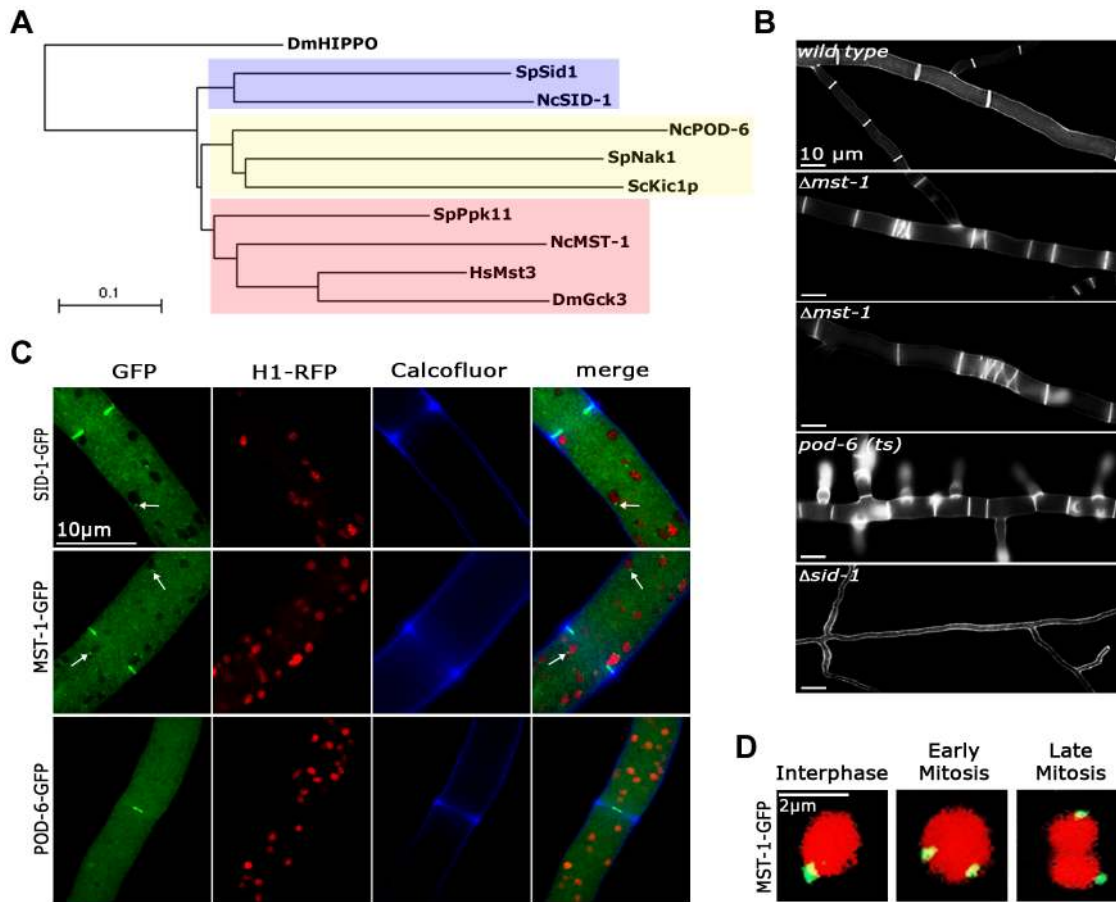 A
DmHIPPO
SpSid1
NcSID-1
NcPOD-6
SpNak1
ScKic1p
SpPpk11
NcMST-1
HsMst3
DmGck3
0.1
B
wild type
10 µm
Δmst-1
Δmst-1
pod-6 (ts)
Δsid-1
C
GFP H1-RFP Calcofluor merge
SID-1-GFP
10µm
MST-1-GFP
POD-6-GFP
D
Interphase Early Mitosis Late Mitosis
2µm
MST-1-GFP